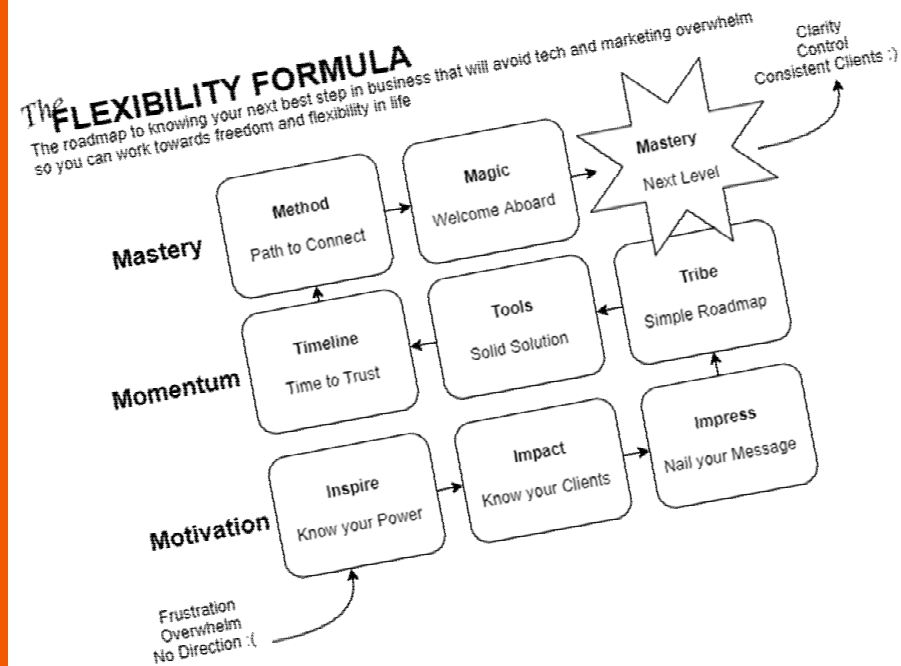 The
FLEXIBILITY FORMULA
The roadmap to knowing your next best step in business that will avoid tech and marketing overwhelm
so you can work towards freedom and flexibility in life
Clarity
Control
Consistent Clients :)
Mastery
Method
Path to Connect
Magic
Welcome Aboard
Mastery
Next Level
Momentum
Timeline
Time to Trust
Tools
Solid Solution
Tribe
Simple Roadmap
Motivation
Inspire
Know your Power
Impact
Know your Clients
Impress
Nail your Message
Frustration
Overwhelm
No Direction :(